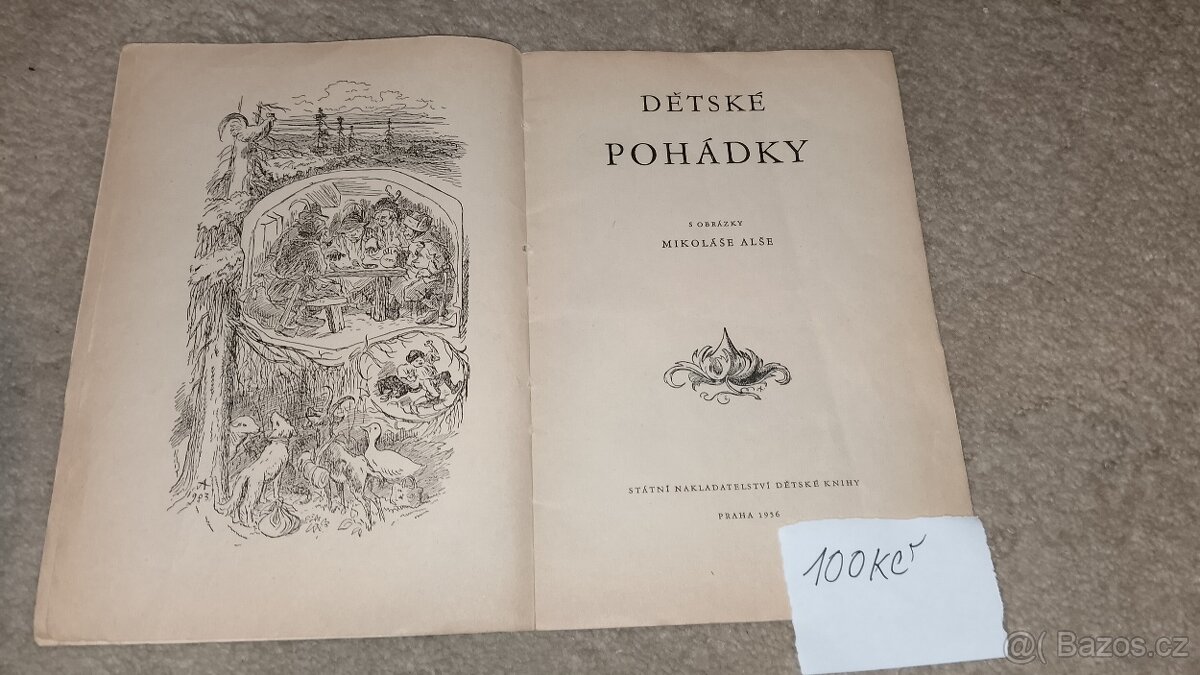 DĚTSKÉ
POHÁDKY
S OBRÁZKY
MIKOLÁŠE ALŠE
STÁTNÍ NAKLADATELSTVÍ DĚTSKÉ KNIHY
PRAHA 1956
100Kč
@( Bazos.cz